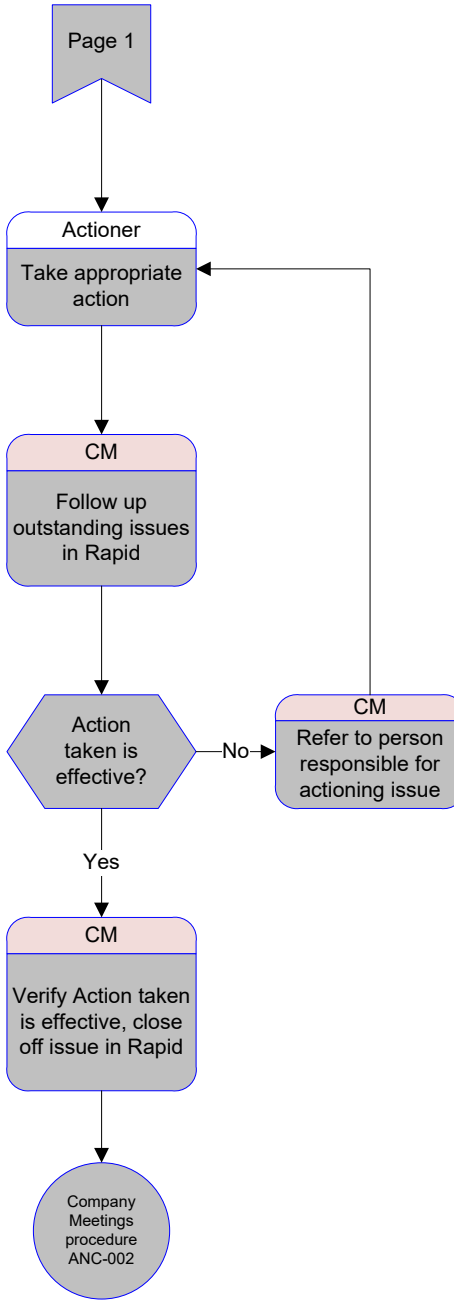 Page 1
Actioner
Take appropriate
action
CM
Follow up
outstanding issues
in Rapid
Action
taken is
effective?
No
CM
Refer to person
responsible for
actioning issue
Yes
CM
Verify Action taken
is effective, close
off issue in Rapid
Company
Meetings
procedure
ANC-002